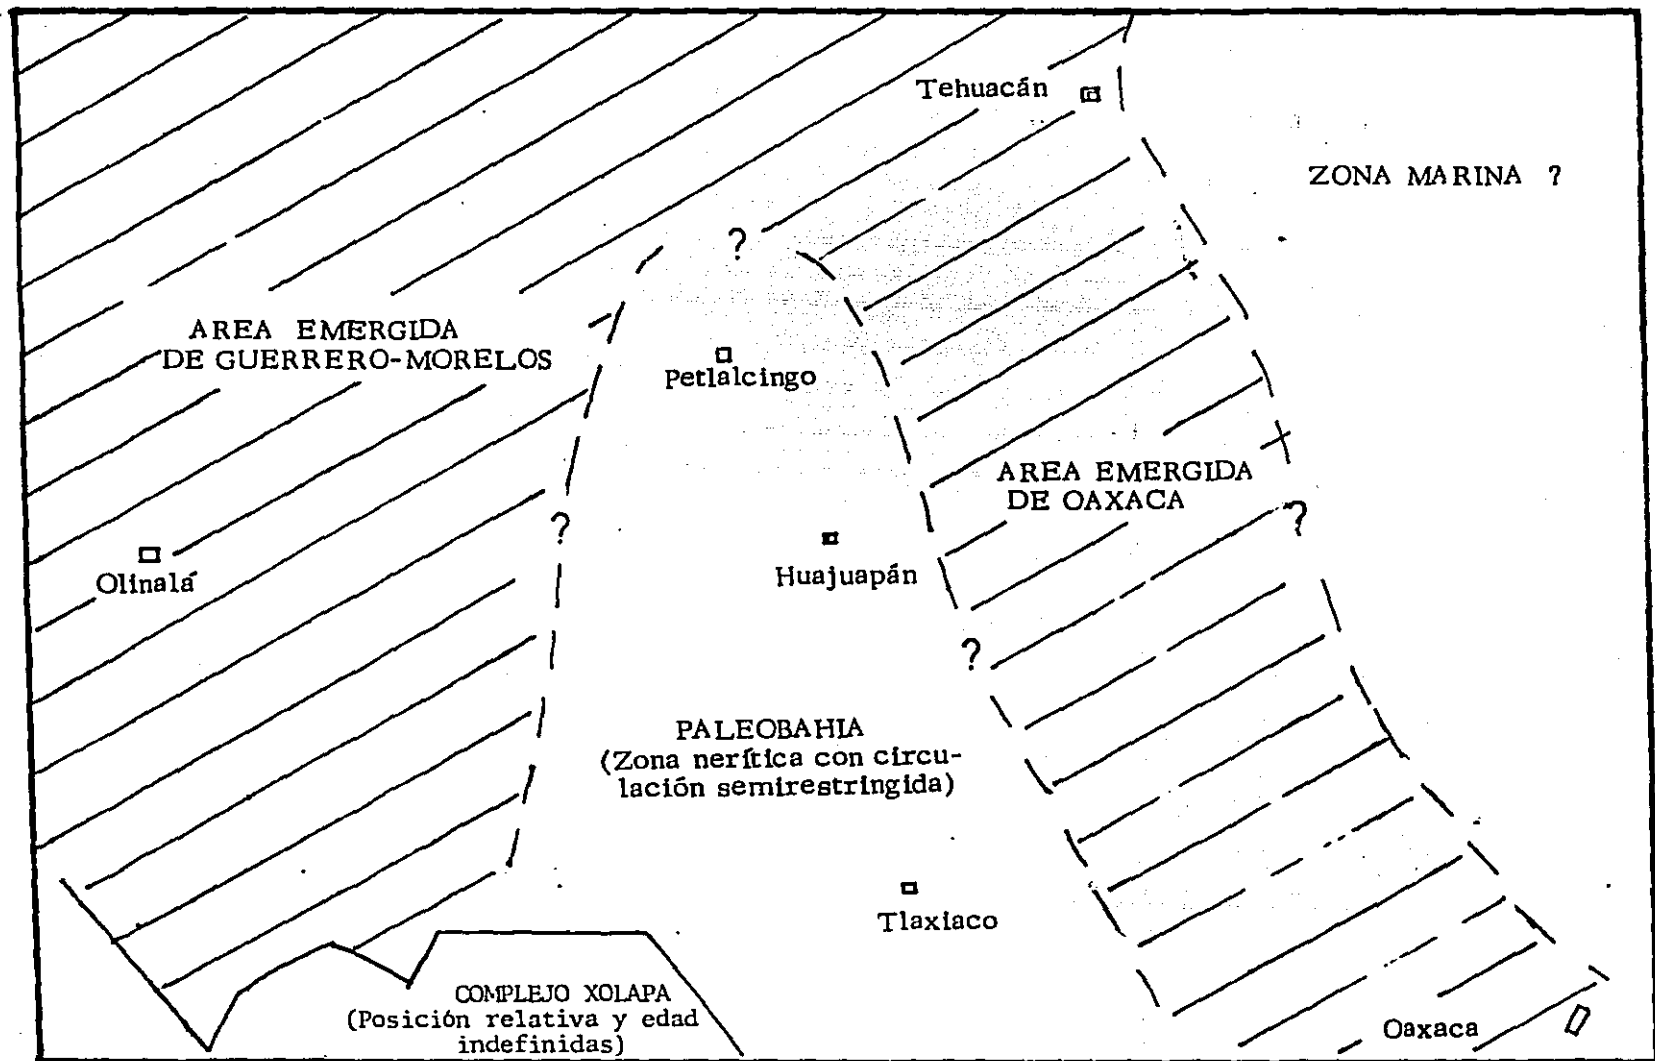 Tehuacán
ZONA MARINA ?
?
AREA EMERGIDA
DE GUERRERO-MORELOS
Petlalcingo
AREA EMERGIDA
DE OAXACA
?
?
Olinalá
Huajuapán
?
PALEOBAHIA
(Zona nerítica con circu-
lación semirestringida)
Tlaxiaco
COMPLEJO XOLAPA
(Posición relativa y edad
indefinidas)
Oaxaca